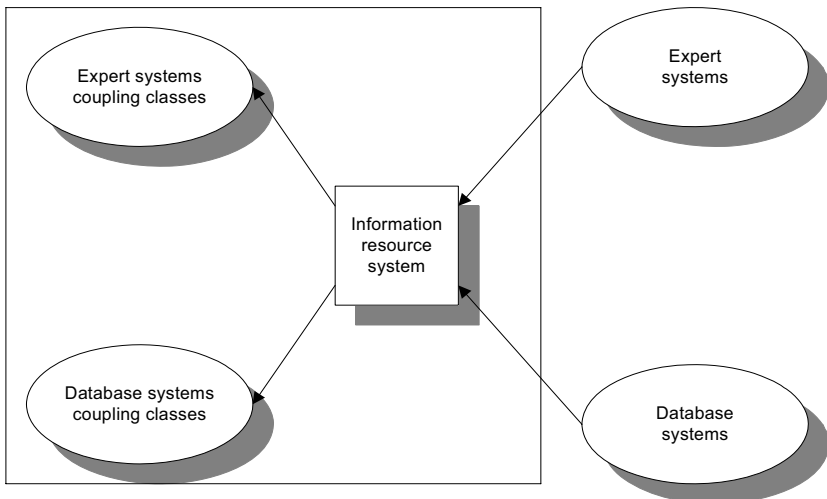 Expert systems
coupling classes
Expert
systems
Information
resource
system
Database systems
coupling classes
Database
systems